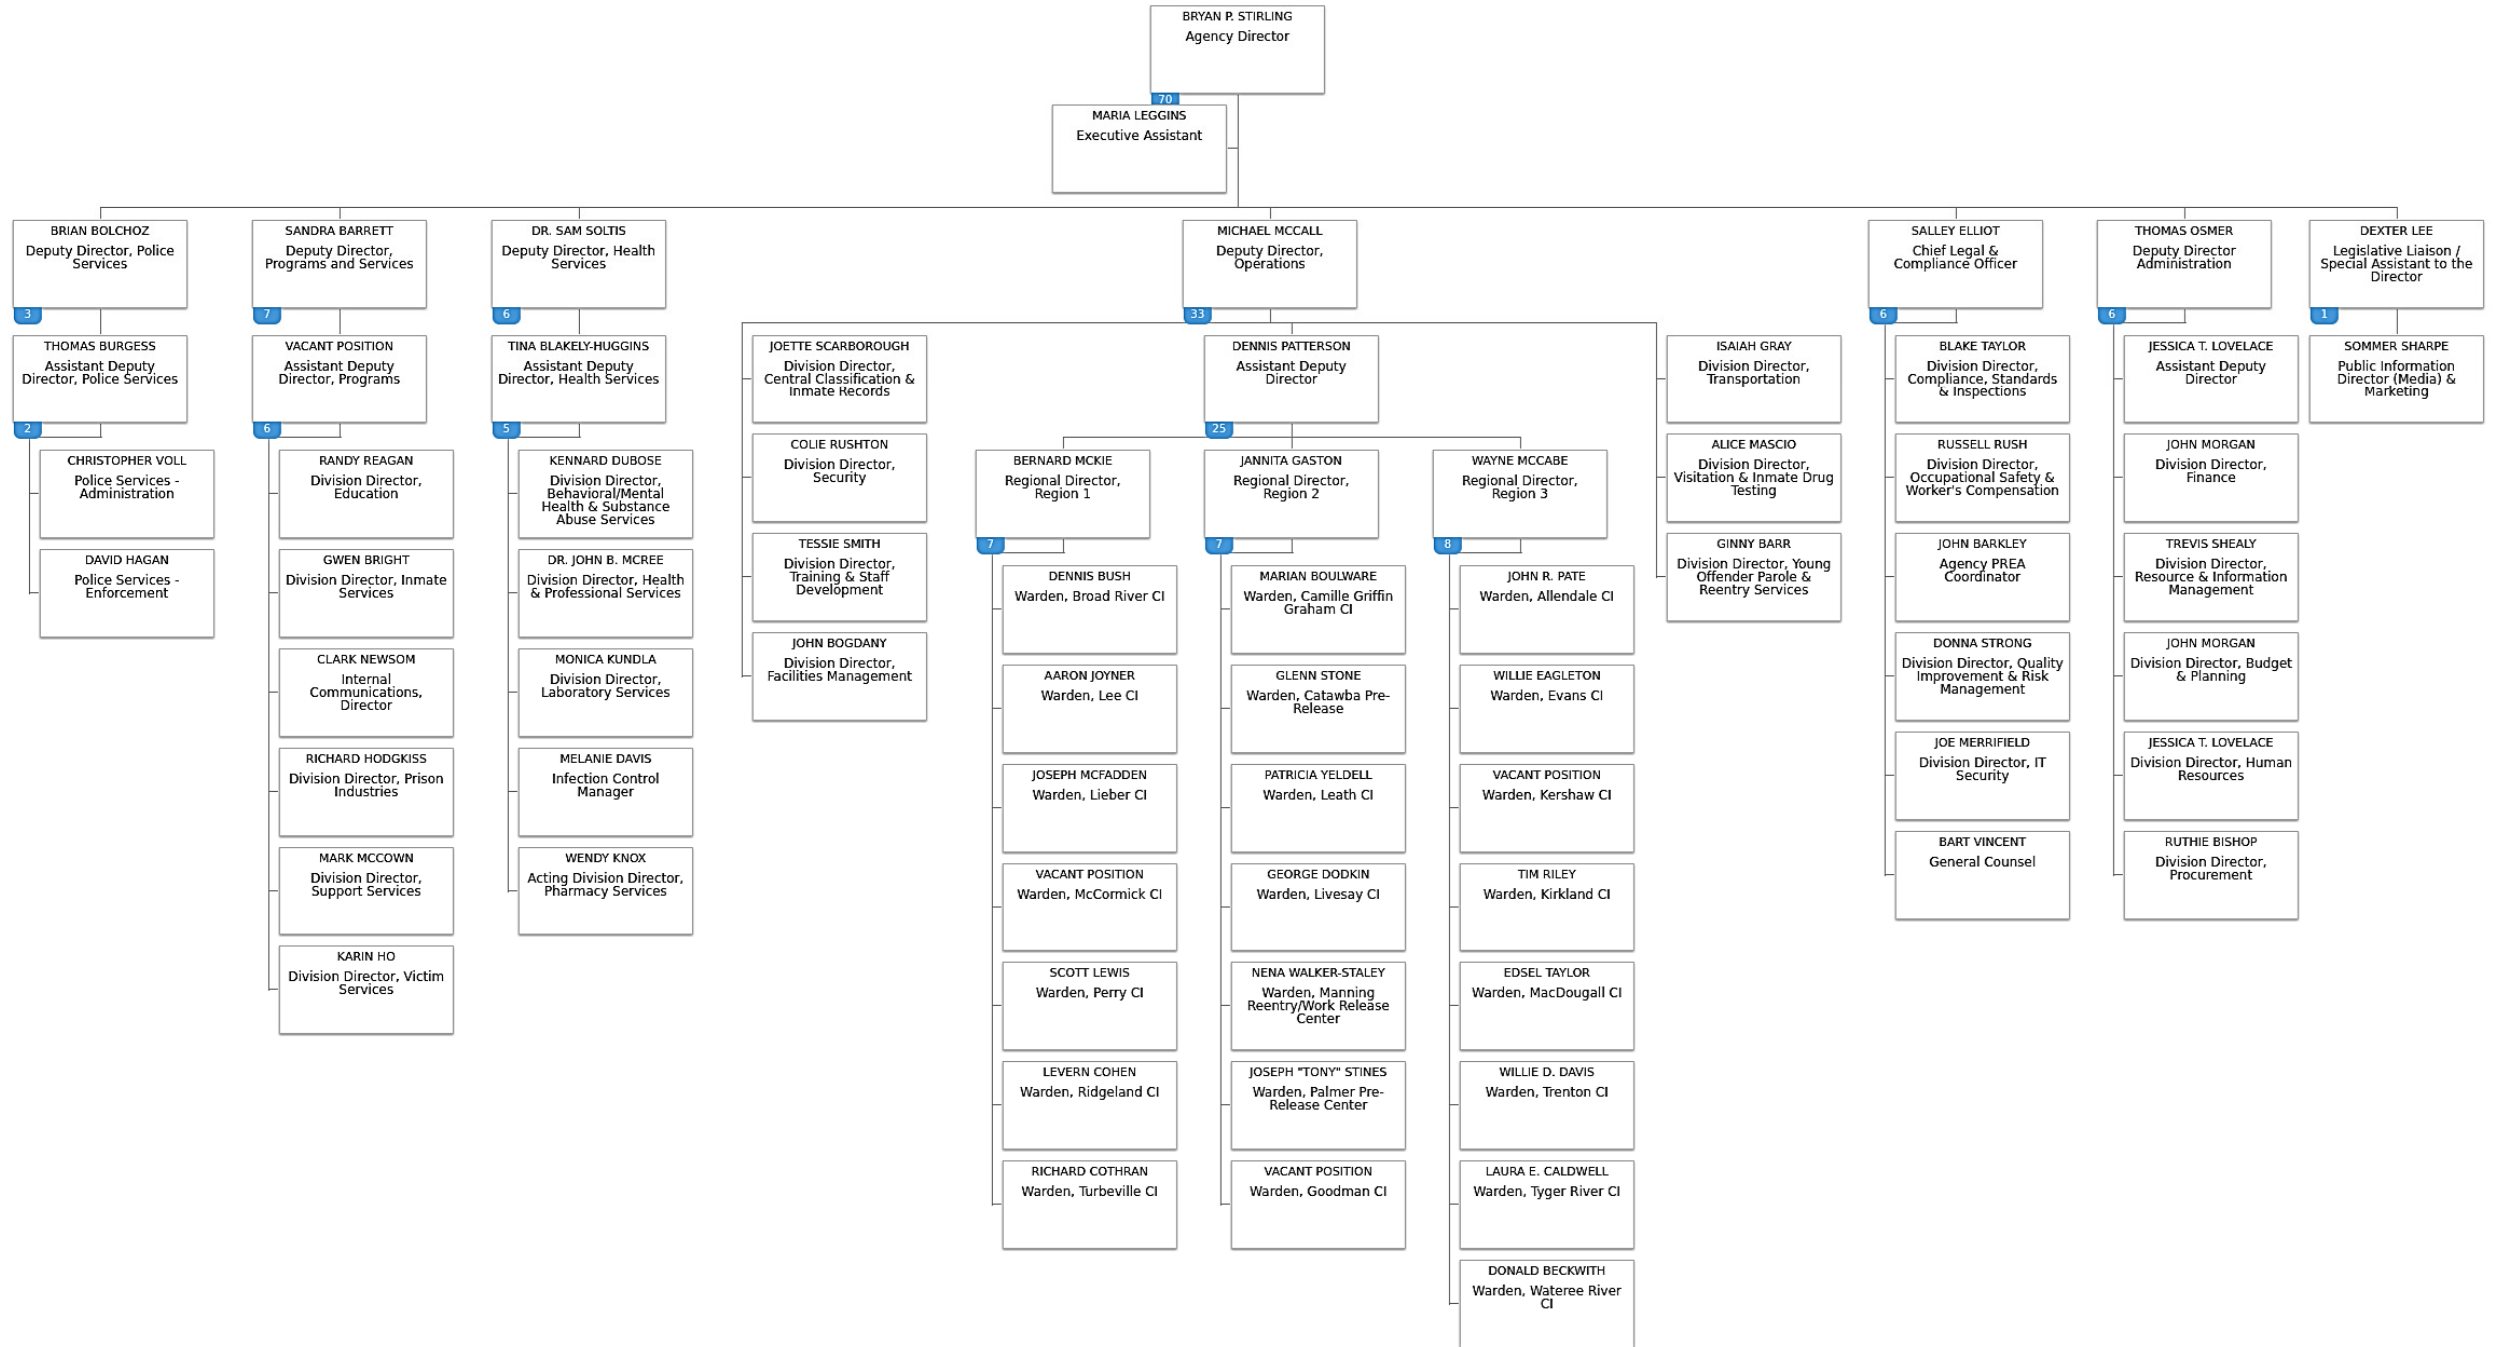 BRYAN P. STIRLING
Agency Director
70
MARIA LEGGINS
Executive Assistant
BRIAN BOLCHOZ
Deputy Director, Police
Services
3
THOMAS BURGESS
Assistant Deputy
Director, Police Services
2
CHRISTOPHER VOLL
Police Services -
Administration
DAVID HAGAN
Police Services -
Enforcement
SANDRA BARRETT
Deputy Director,
Programs and Services
7
VACANT POSITION
Assistant Deputy
Director, Programs
6
RANDY REAGAN
Division Director,
Education
GWEN BRIGHT
Division Director, Inmate
Services
CLARK NEWSOM
Internal
Communications,
Director
RICHARD HODGKISS
Division Director, Prison
Industries
MARK MCCOWN
Division Director,
Support Services
KARIN HO
Division Director, Victim
Services
DR. SAM SOLTIS
Deputy Director, Health
Services
6
TINA BLAKELY-HUGGINS
Assistant Deputy
Director, Health Services
5
KENNARD DUBOSE
Division Director,
Behavioral/Mental
Health & Substance
Abuse Services
DR. JOHN B. MCREE
Division Director, Health
& Professional Services
MONICA KUNDLA
Division Director,
Laboratory Services
MELANIE DAVIS
Infection Control
Manager
WENDY KNOX
Acting Division Director,
Pharmacy Services
MICHAEL MCCALL
Deputy Director,
Operations
33
JOETTE SCARBOROUGH
Division Director,
Central Classification &
Inmate Records
COLIE RUSHTON
Division Director,
Security
TESSIE SMITH
Division Director,
Training & Staff
Development
JOHN BOGDANY
Division Director,
Facilities Management
DENNIS PATTERSON
Assistant Deputy
Director
25
BERNARD MCKIE
Regional Director,
Region 1
7
DENNIS BUSH
Warden, Broad River CI
AARON JOYNER
Warden, Lee CI
JOSEPH MCFADDEN
Warden, Lieber CI
VACANT POSITION
Warden, McCormick CI
SCOTT LEWIS
Warden, Perry CI
LEVERN COHEN
Warden, Ridgeland CI
RICHARD COTHRAN
Warden, Turbeville CI
JANNITA GASTON
Regional Director,
Region 2
7
MARIAN BOULWARE
Warden, Camille Griffin
Graham CI
GLENN STONE
Warden, Catawba Pre-
Release
PATRICIA YELDELL
Warden, Leath CI
GEORGE DODKIN
Warden, Livesay CI
NENA WALKER-STALEY
Warden, Manning
Reentry/Work Release
Center
JOSEPH "TONY" STINES
Warden, Palmer Pre-
Release Center
VACANT POSITION
Warden, Goodman CI
WAYNE MCCABE
Regional Director,
Region 3
8
JOHN R. PATE
Warden, Allendale CI
WILLIE EAGLETON
Warden, Evans CI
VACANT POSITION
Warden, Kershaw CI
TIM RILEY
Warden, Kirkland CI
EDSEL TAYLOR
Warden, MacDougall CI
WILLIE D. DAVIS
Warden, Trenton CI
LAURA E. CALDWELL
Warden, Tyger River CI
DONALD BECKWITH
Warden, Wateree River
CI
ISAIAH GRAY
Division Director,
Transportation
ALICE MASCIO
Division Director,
Visitation & Inmate Drug
Testing
GINNY BARR
Division Director, Young
Offender Parole &
Reentry Services
SALLEY ELLIOT
Chief Legal &
Compliance Officer
6
BLAKE TAYLOR
Division Director,
Compliance, Standards
& Inspections
RUSSELL RUSH
Division Director,
Occupational Safety &
Worker's Compensation
JOHN BARKLEY
Agency PREA
Coordinator
DONNA STRONG
Division Director, Quality
Improvement & Risk
Management
JOE MERRIFIELD
Division Director, IT
Security
BART VINCENT
General Counsel
THOMAS OSMER
Deputy Director
Administration
6
JESSICA T. LOVELACE
Assistant Deputy
Director
JOHN MORGAN
Division Director,
Finance
TREVIS SHEALY
Division Director,
Resource & Information
Management
JOHN MORGAN
Division Director, Budget
& Planning
JESSICA T. LOVELACE
Division Director, Human
Resources
RUTHIE BISHOP
Division Director,
Procurement
DEXTER LEE
Legislative Liaison /
Special Assistant to the
Director
1
SOMMER SHARPE
Public Information
Director (Media) &
Marketing